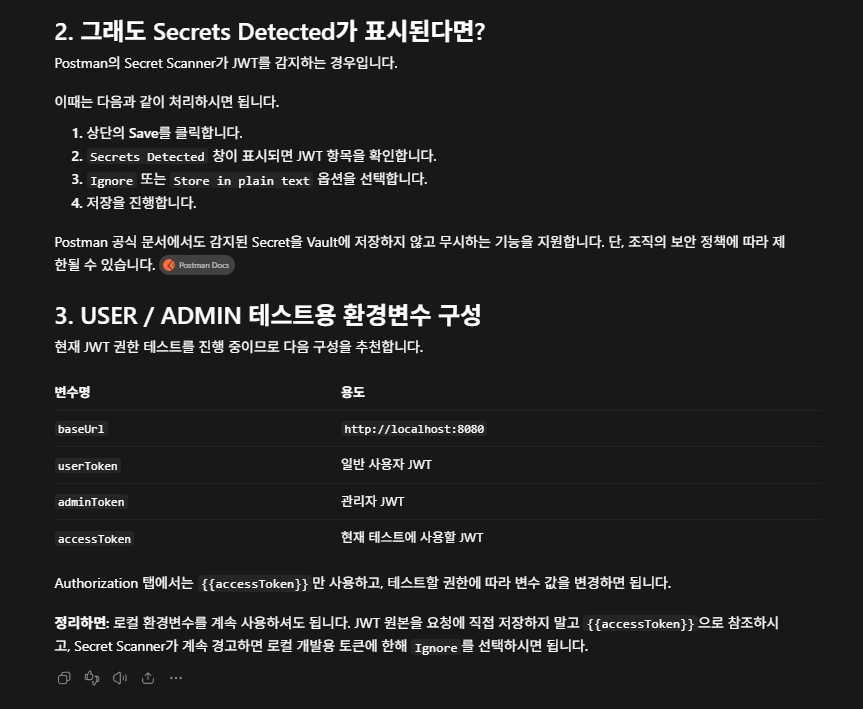 2. 그래도 Secrets Detected가 표시된다면?
Postman의 Secret Scanner가 JWT를 감지하는 경우입니다.
이때는 다음과 같이 처리하시면 됩니다.
1. 상단의 Save를 클릭합니다.
2. Secrets Detected 창이 표시되면 JWT 항목을 확인합니다.
3. Ignore 또는 Store in plain text 옵션을 선택합니다.
4. 저장을 진행합니다.
Postman 공식 문서에서도 감지된 Secret을 Vault에 저장하지 않고 무시하는 기능을 지원합니다. 단, 조직의 보안 정책에 따라 제
한될 수 있습니다. Postman Docs
3. USER / ADMIN 테스트용 환경변수 구성
현재 JWT 권한 테스트를 진행 중이므로 다음 구성을 추천합니다.
변수명 용도
baseUrl http://localhost:8080
userToken 일반 사용자 JWT
adminToken 관리자 JWT
accessToken 현재 테스트에 사용할 JWT
Authorization 탭에서는 {{accessToken}}만 사용하고, 테스트할 권한에 따라 변수 값을 변경하면 됩니다.
정리하면: 로컬 환경변수를 계속 사용하셔도 됩니다. JWT 원본을 요청에 직접 저장하지 말고 {{accessToken}}으로 참조하시
고, Secret Scanner가 계속 경고하면 로컬 개발용 토큰에 한해 Ignore를 선택하시면 됩니다.